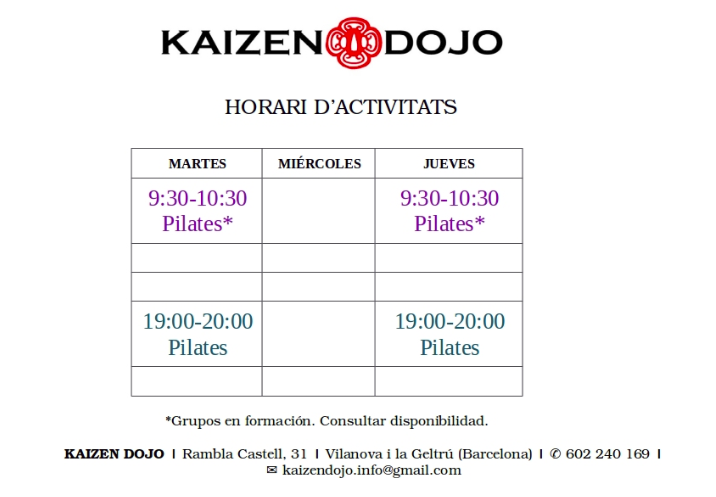 KAIZEN DOJO
HORARI D'ACTIVITATS
MARTES MIÉRCOLES JUEVES
9:30-10:30 9:30-10:30
Pilates* Pilates*
19:00-20:00 19:00-20:00
Pilates Pilates
*Grupos en formación. Consultar disponibilidad.
KAIZEN DOJO I Rambla Castell, 31 I Vilanova i la Geltrú (Barcelona) I ✆ 602 240 169 I
✉ kaizendojo.info@gmail.com